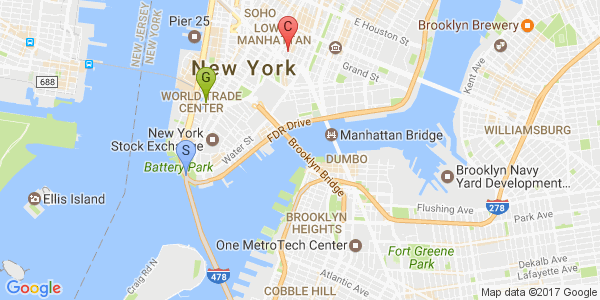 SOHO
Pier 25
LOWER
MANHATTAN
C
E Houston St
Brooklyn Brewery
NEW JERSEY
NEW YORK
New York
Grand St
Kent Ave
688
G
WORLD TRADE
CENTER
FDR Drive
New York
Stock Exchange
Water St
Manhattan Bridge
WILLIAMSBURG
S
Battery Park
Brooklyn Bridge
DUMBO
Brooklyn Navy
Yard Development...
Ellis Island
Flushing Ave
278
Park Ave
BROOKLYN
HEIGHTS
One MetroTech Center
Fort Greene
Park
Dekalb Ave
Lafayette Ave
Craig Rd N
478
Atlantic Ave
COBBLE HILL
Google
Map data ©2017 Google